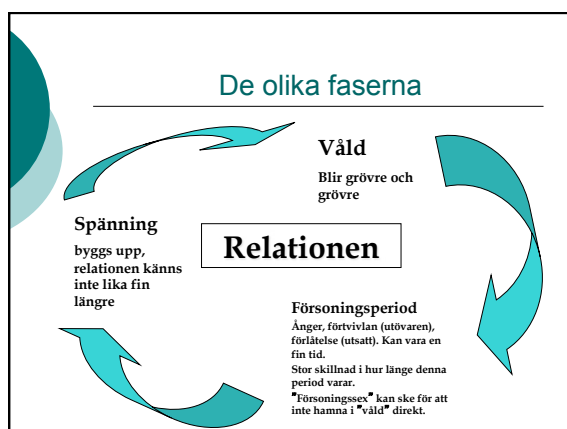 De olika faserna
Våld
Blir grövre och
grövre
Spänning
byggs upp,
relationen känns
inte lika fin
längre
Relationen
Försoningsperiod
Ånger, förtvivlan (utövaren),
förlåtelse (utsatt). Kan vara en
fin tid.
Stor skillnad i hur länge denna
period varar.
"Försoningssex" kan ske för att
inte hamna i "våld" direkt.